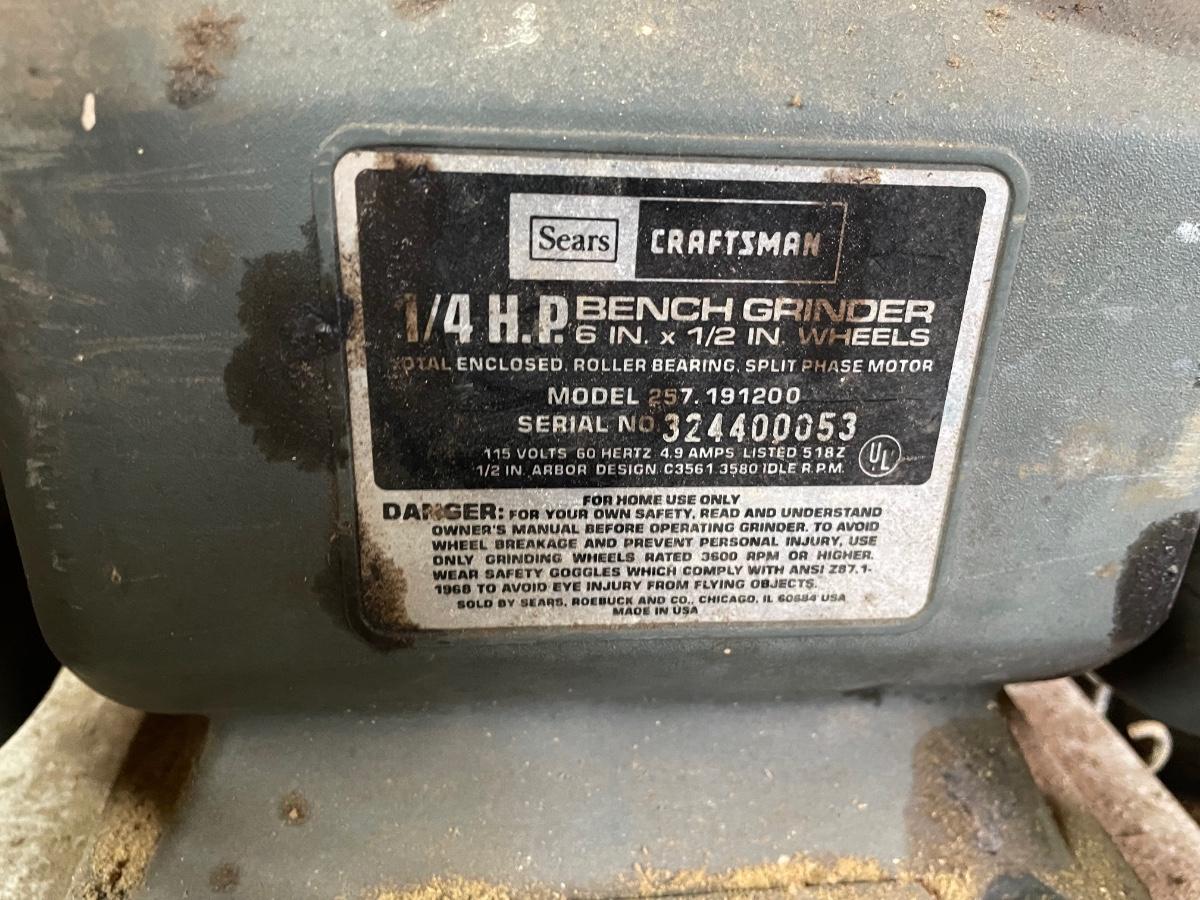 Sears CRAFTSMAN
1/4 H.P. BENCH GRINDER
6 IN. x 1/2 IN. WHEELS
TOTAL ENCLOSED, ROLLER BEARING, SPLIT PHASE MOTOR
MODEL 257.191200
SERIAL NO. 324400053
115 VOLTS 60 HERTZ 4.9 AMPS LISTED 518Z
1/2 IN. ARBOR DESIGN C3561 3580 IDLE R.P.M.
UL
FOR HOME USE ONLY
DANGER: FOR YOUR OWN SAFETY, READ AND UNDERSTAND
OWNER'S MANUAL BEFORE OPERATING GRINDER. TO AVOID
WHEEL BREAKAGE AND PREVENT PERSONAL INJURY, USE
ONLY GRINDING WHEELS RATED 3600 RPM OR HIGHER.
WEAR SAFETY GOGGLES WHICH COMPLY WITH ANSI Z87.1-
1968 TO AVOID EYE INJURY FROM FLYING OBJECTS.
SOLD BY SEARS, ROEBUCK AND CO., CHICAGO, IL 60684 USA
MADE IN USA